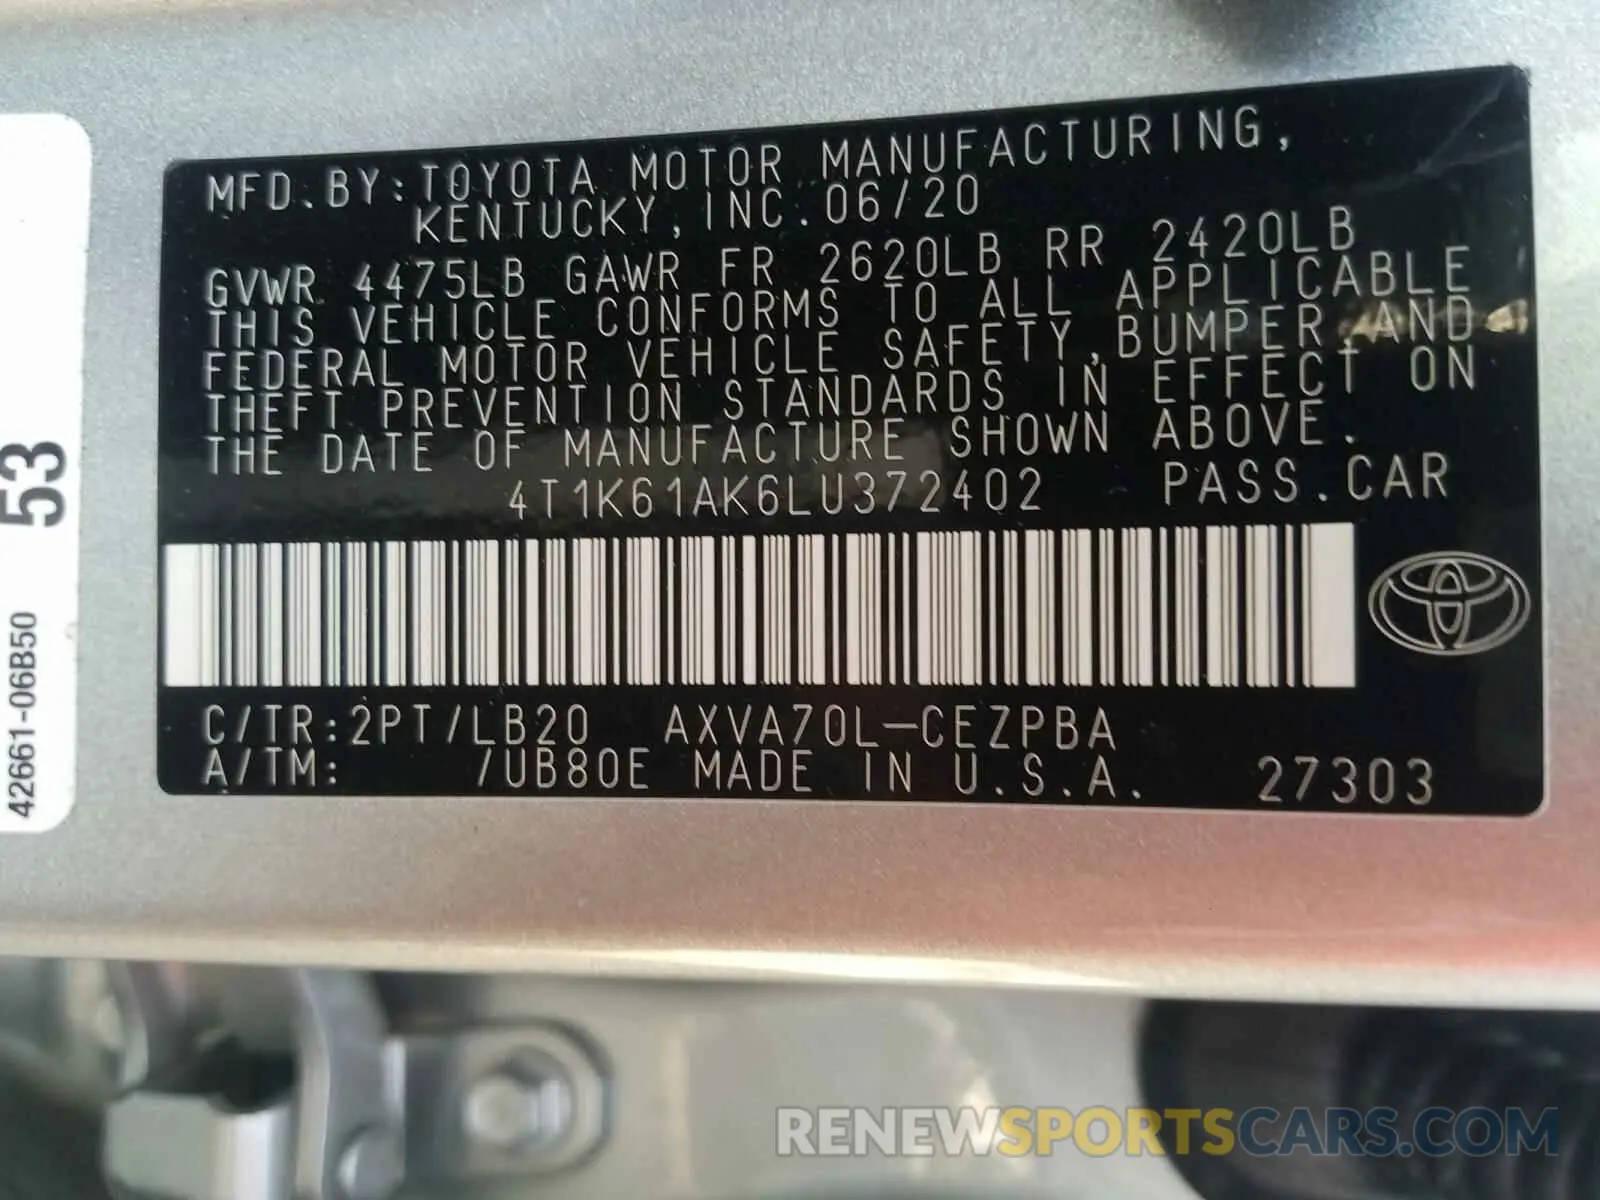 MFD.BY:TOYOTA MOTOR MANUFACTURING,
KENTUCKY,INC.06/20
GVWR 4475LB GAWR FR 2620LB RR 2420LB
THIS VEHICLE CONFORMS TO ALL APPLICABLE
FEDERAL MOTOR VEHICLE SAFETY,BUMPER,AND
THEFT PREVENTION STANDARDS IN EFFECT ON
THE DATE OF MANUFACTURE SHOWN ABOVE.
4T1K61AK6LU372402 PASS.CAR
C/TR:2PT/LB20 AXVA70L-CEZPBA
A/TM: /UB80E MADE IN U.S.A. 27303
53
42661-06B50
RENEWSPORTSCARS.COM